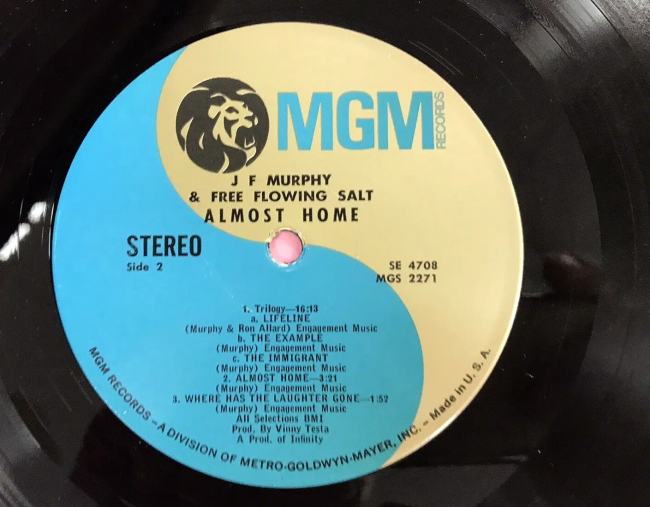 MGM RECORDS
J F MURPHY
& FREE FLOWING SALT
ALMOST HOME
STEREO
Side 2
SE 4708
MGS 2271
1. Trilogy—16:13
a. LIFELINE
(Murphy & Ron Allard) Engagement Music
b. THE EXAMPLE
(Murphy) Engagement Music
c. THE IMMIGRANT
(Murphy) Engagement Music
2. ALMOST HOME—3:21
(Murphy) Engagement Music
3. WHERE HAS THE LAUGHTER GONE—1:52
(Murphy) Engagement Music
All Selections BMI
Prod. By Vinny Testa
A Prod. of Infinity
MGM RECORDS – A DIVISION OF METRO-GOLDWYN-MAYER, INC. – Made in U. S. A.